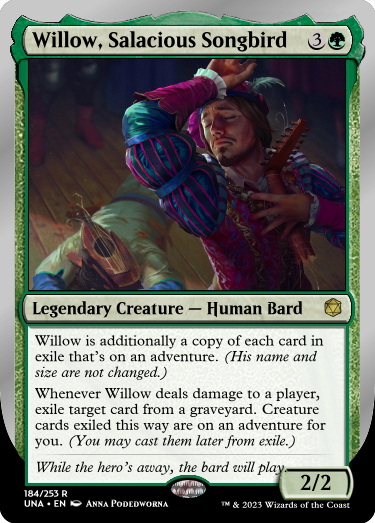 Willow, Salacious Songbird 3
Legendary Creature — Human Bard
Willow is additionally a copy of each card in
exile that's on an adventure. (His name and
size are not changed.)
Whenever Willow deals damage to a player,
exile target card from a graveyard. Creature
cards exiled this way are on an adventure for
you. (You may cast them later from exile.)
While the hero's away, the bard will play.
2/2
184/253 R
UNA • EN Anna Podedworna
™ & 2023 Wizards of the Coast